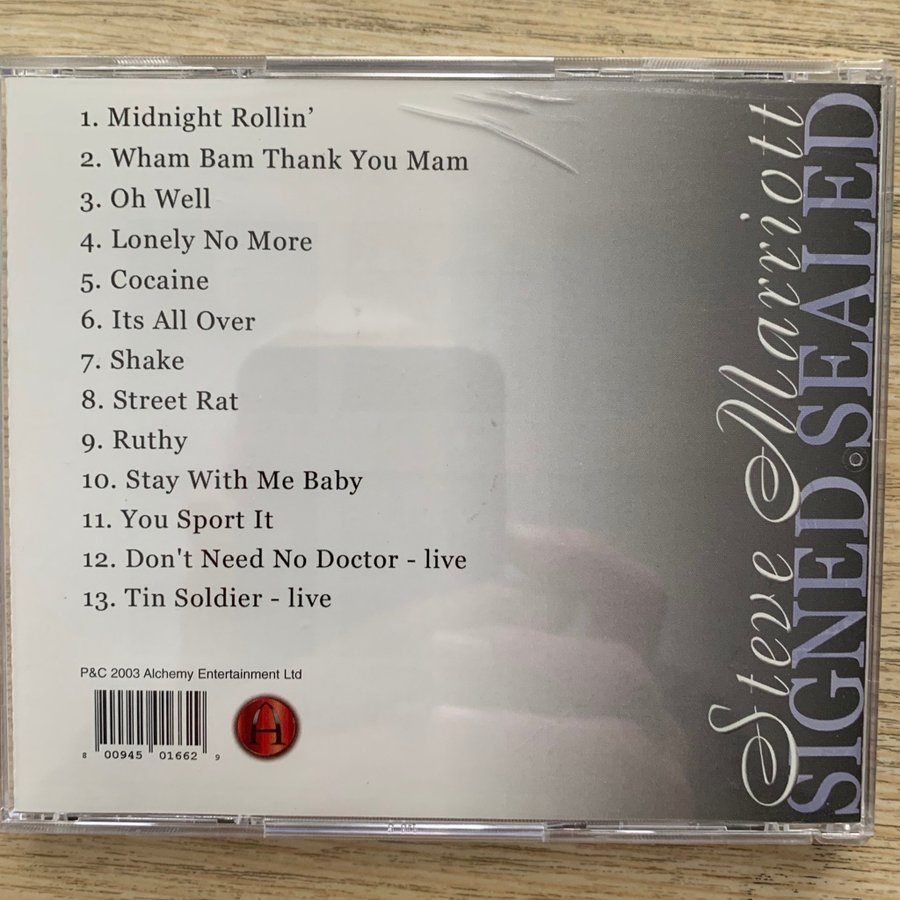 1. Midnight Rollin’
2. Wham Bam Thank You Mam
3. Oh Well
4. Lonely No More
5. Cocaine
6. Its All Over
7. Shake
8. Street Rat
9. Ruthy
10. Stay With Me Baby
11. You Sport It
12. Don't Need No Doctor - live
13. Tin Soldier - live
P&C 2003 Alchemy Entertainment Ltd
8 00945 01662 9
A
Steve Marriott
SIGNED SEALED